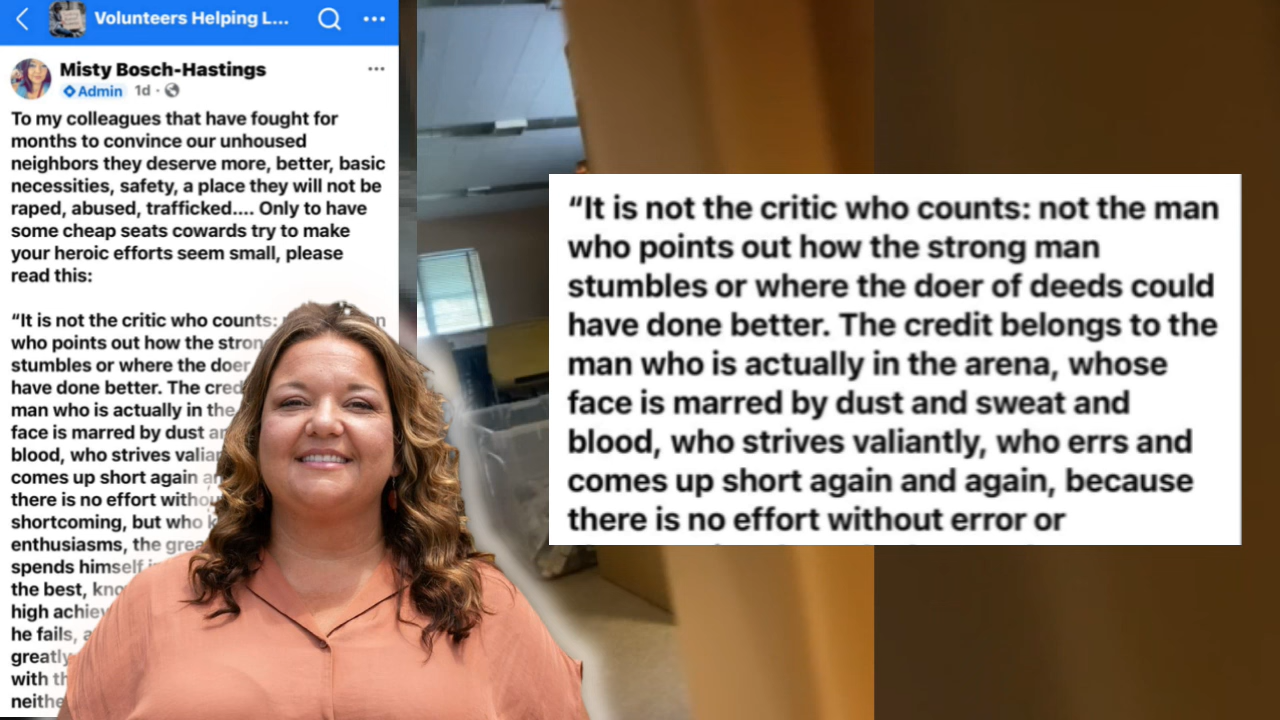 Volunteers Helping L...
Misty Bosch-Hastings
Admin 1d ·
To my colleagues that have fought for
months to convince our unhoused
neighbors they deserve more, better, basic
necessities, safety, a place they will not be
raped, abused, trafficked.... Only to have
some cheap seats cowards try to make
your heroic efforts seem small, please
read this:
“It is not the critic who counts:
who points out how the stron
stumbles or where the doer
have done better. The cred
man who is actually in the
face is marred by dust an
blood, who strives valian
comes up short again a
there is no effort withou
shortcoming, but who k
enthusiasms, the grea
spends himself i
the best, kno
high achiev
he fails, a
greatly
with th
neithe
“It is not the critic who counts: not the man
who points out how the strong man
stumbles or where the doer of deeds could
have done better. The credit belongs to the
man who is actually in the arena, whose
face is marred by dust and sweat and
blood, who strives valiantly, who errs and
comes up short again and again, because
there is no effort without error or